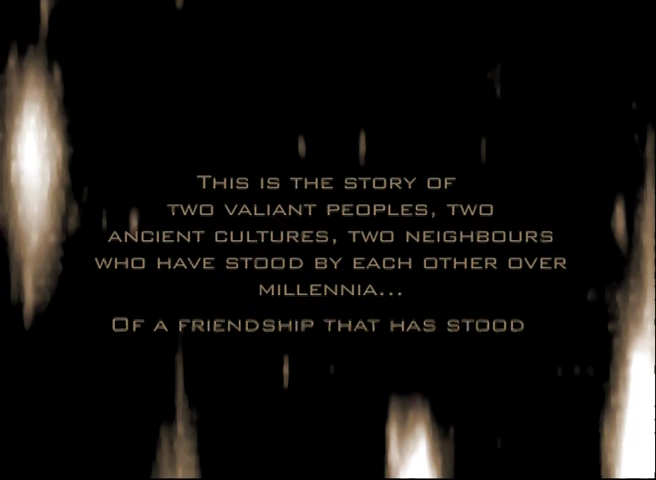 This is the story of
two valiant peoples, two
ancient cultures, two neighbours
who have stood by each other over
millennia...
Of a friendship that has stood